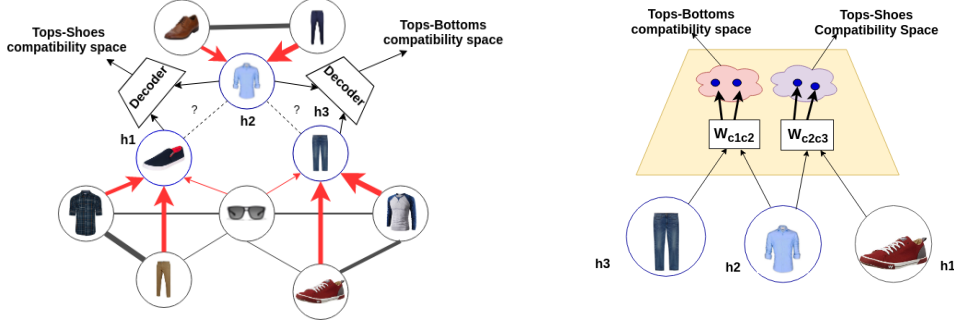 Tops-Shoes
compatibility space
Tops-Bottoms
compatibility space
Decoder
Decoder
?
?
h1
h2
h3
Tops-Bottoms
compatibility space
Tops-Shoes
Compatibility Space
Wc1c2
Wc2c3
h3
h2
h1